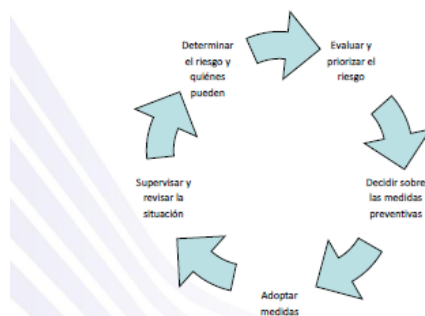 Determinar
el riesgo y
quiénes
pueden
Evaluar y
priorizar el
riesgo
Decidir sobre
las medidas
preventivas
Adoptar
medidas
Supervisar y
revisar la
situación